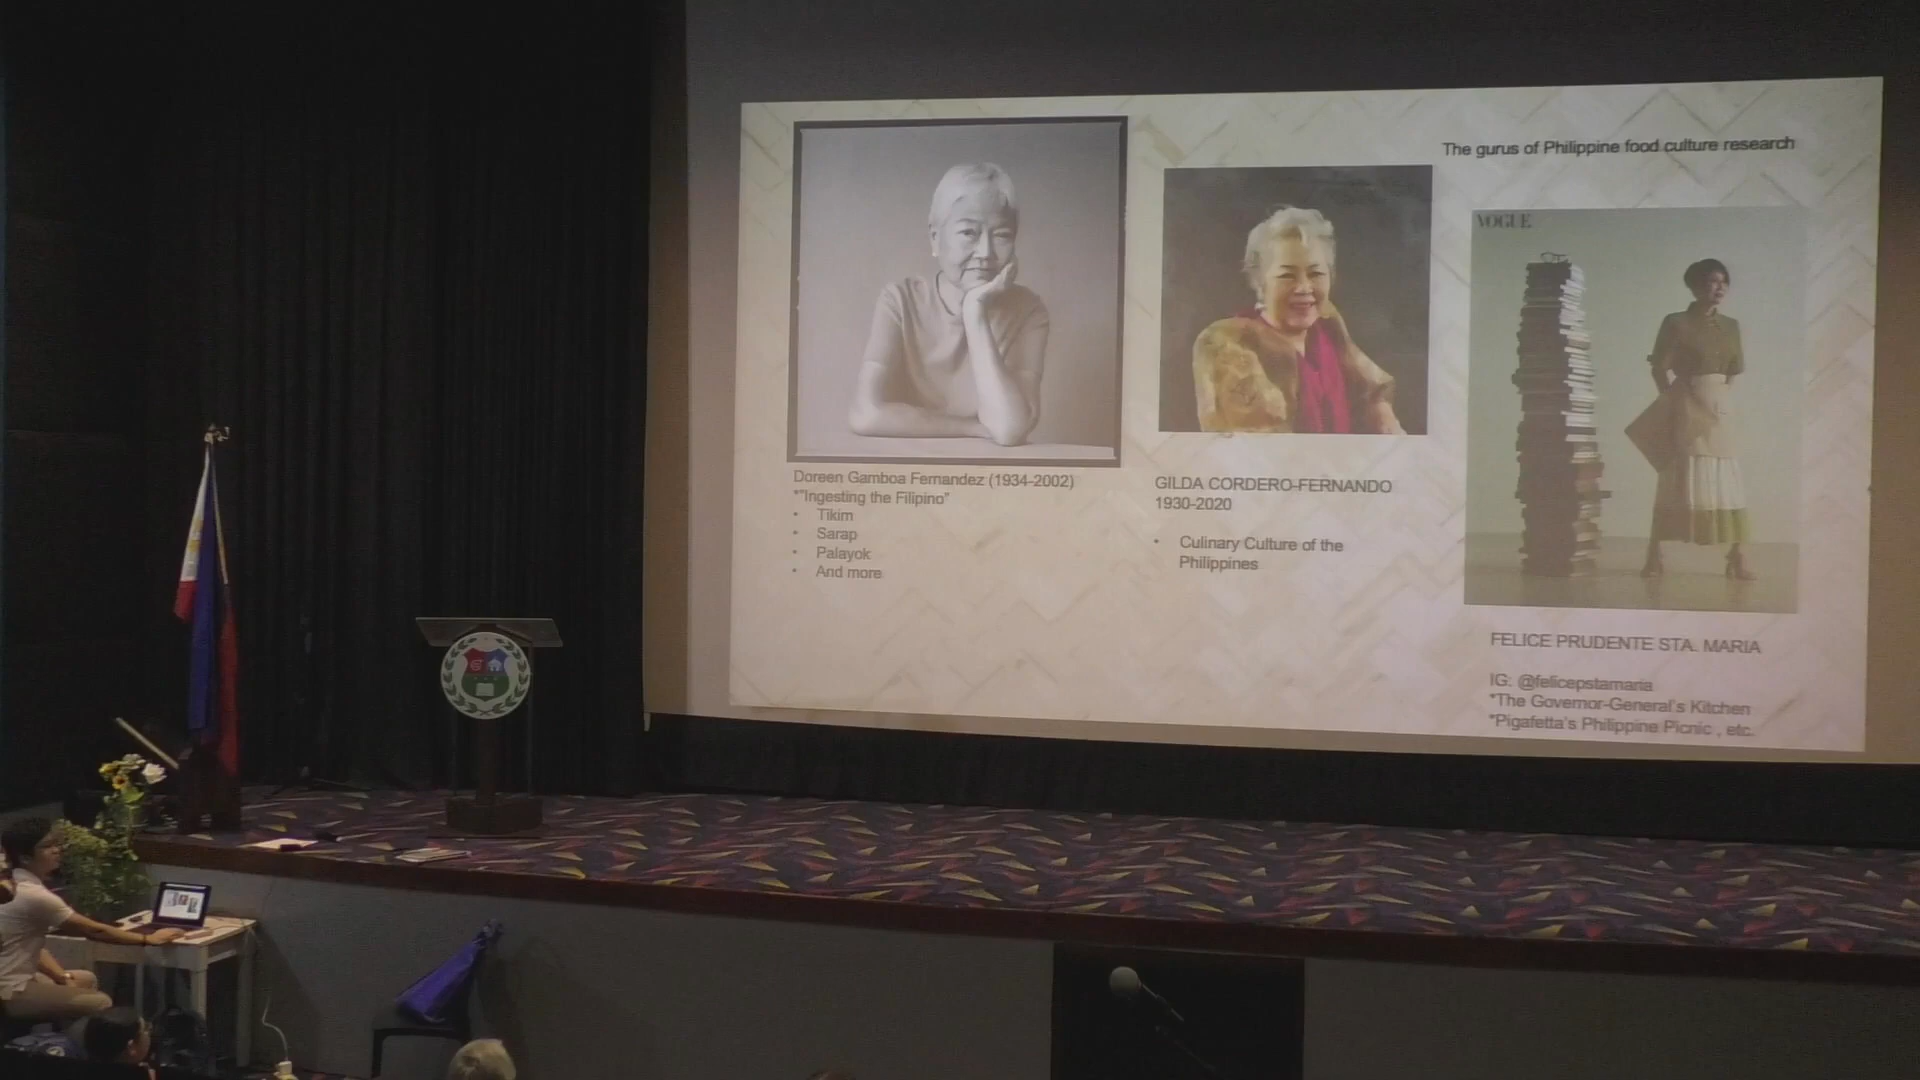 The gurus of Philippine food culture research
VOGUE
Doreen Gamboa Fernandez (1934-2002)
*"Ingesting the Filipino"
• Tikim
• Sarap
• Palayok
• And more
GILDA CORDERO-FERNANDO
1930-2020
• Culinary Culture of the
Philippines
FELICE PRUDENTE STA. MARIA
IG: @felicepstamaria
*The Governor-General's Kitchen
*Pigafetta's Philippine Picnic , etc.